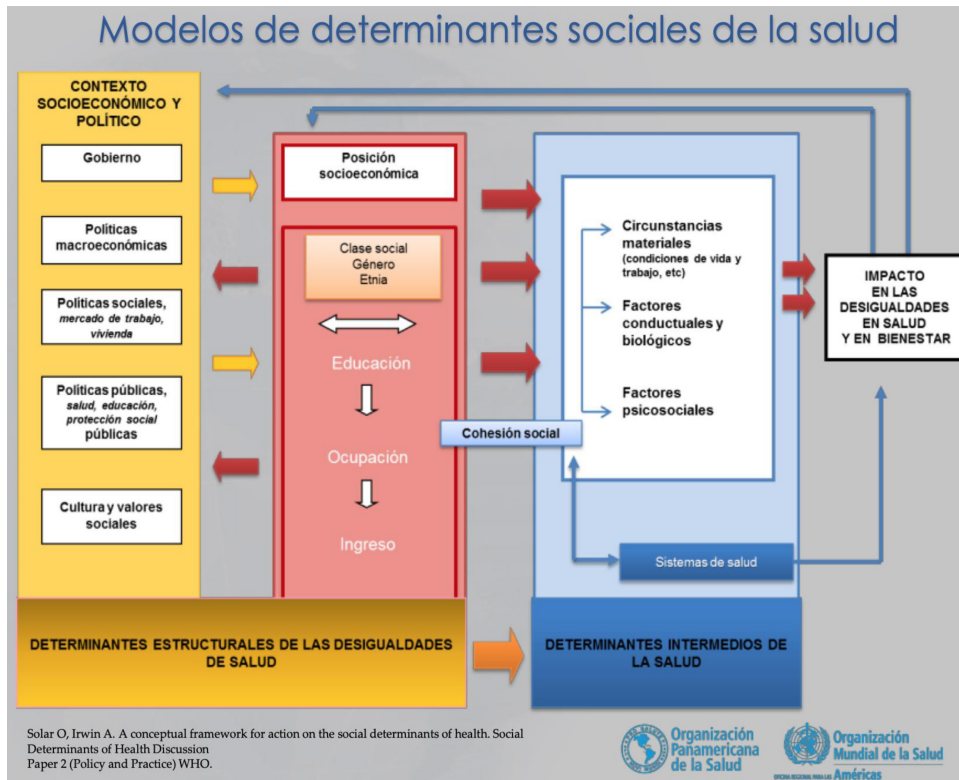 Modelos de determinantes sociales de la salud
CONTEXTO
SOCIOECONÓMICO Y
POLÍTICO
Gobierno
Políticas
macroeconómicas
Políticas sociales,
mercado de trabajo,
vivienda
Políticas públicas,
salud, educación,
protección social
públicas
Cultura y valores
sociales
Posición
socioeconómica
Clase social
Género
Etnia
Educación
Ocupación
Ingreso
Cohesión social
Circunstancias
materiales
(condiciones de vida y
trabajo, etc)
Factores
conductuales y
biológicos
Factores
psicosociales
Sistemas de salud
IMPACTO
EN LAS
DESIGUALDADES
EN SALUD
Y EN BIENESTAR
DETERMINANTES ESTRUCTURALES DE LAS DESIGUALDADES
DE SALUD
DETERMINANTES INTERMEDIOS DE
LA SALUD
Solar O, Irwin A. A conceptual framework for action on the social determinants of health. Social
Determinants of Health Discussion
Paper 2 (Policy and Practice) WHO.
Organización
Panamericana
de la Salud
Organización
Mundial de la Salud
OFICINA REGIONAL PARA LAS Américas